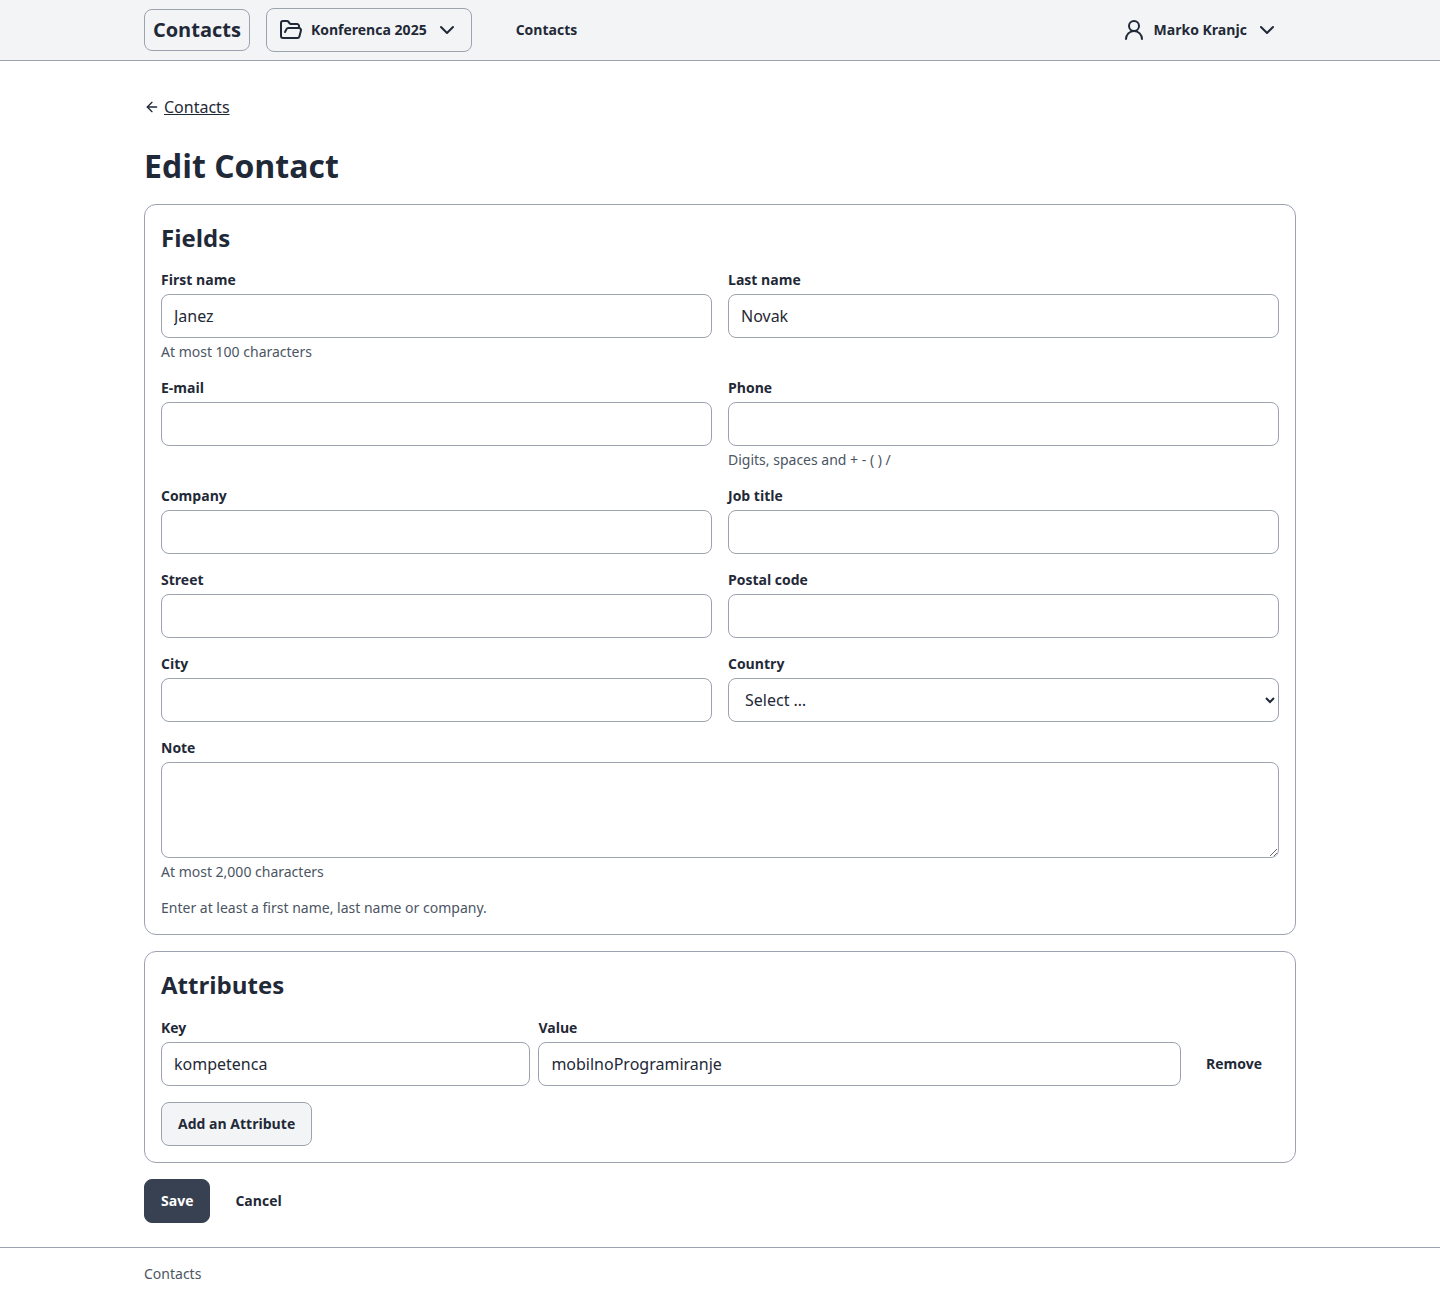 Contacts Konferenca 2025 Contacts Marko Kranjc
← Contacts
Edit Contact
Fields
First name Last name
Janez Novak
At most 100 characters
E-mail Phone
Digits, spaces and + - ( ) /
Company Job title
Street Postal code
City Country
Select ...
Note
At most 2,000 characters
Enter at least a first name, last name or company.
Attributes
Key Value
kompetenca mobilnoProgramiranje Remove
Add an Attribute
Save Cancel
Contacts